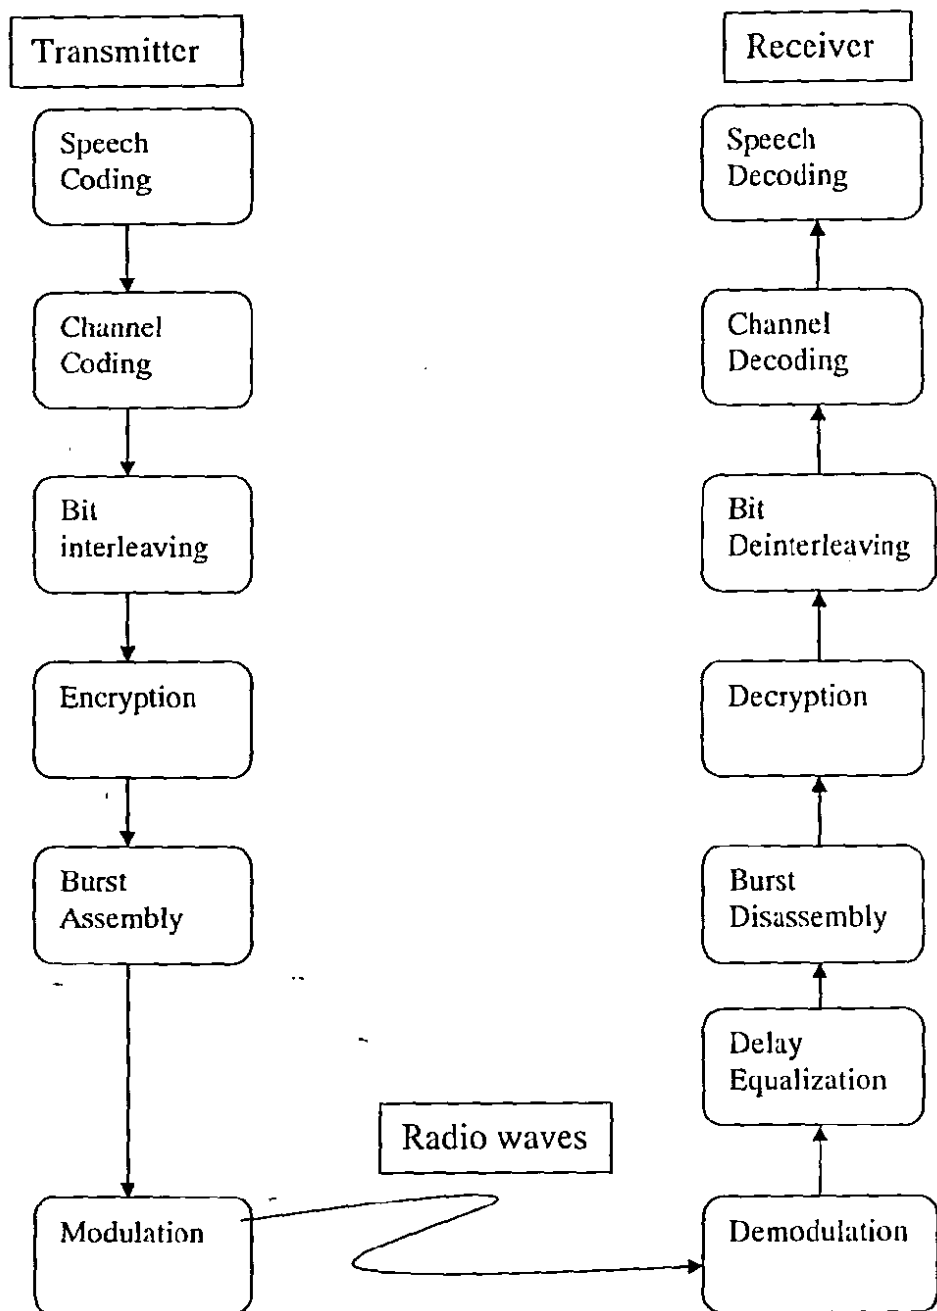 Transmitter
Speech
Coding
Channel
Coding
Bit
interleaving
Encryption
Burst
Assembly
Modulation
Radio waves
Receiver
Speech
Decoding
Channel
Decoding
Bit
Deinterleaving
Decryption
Burst
Disassembly
Delay
Equalization
Demodulation